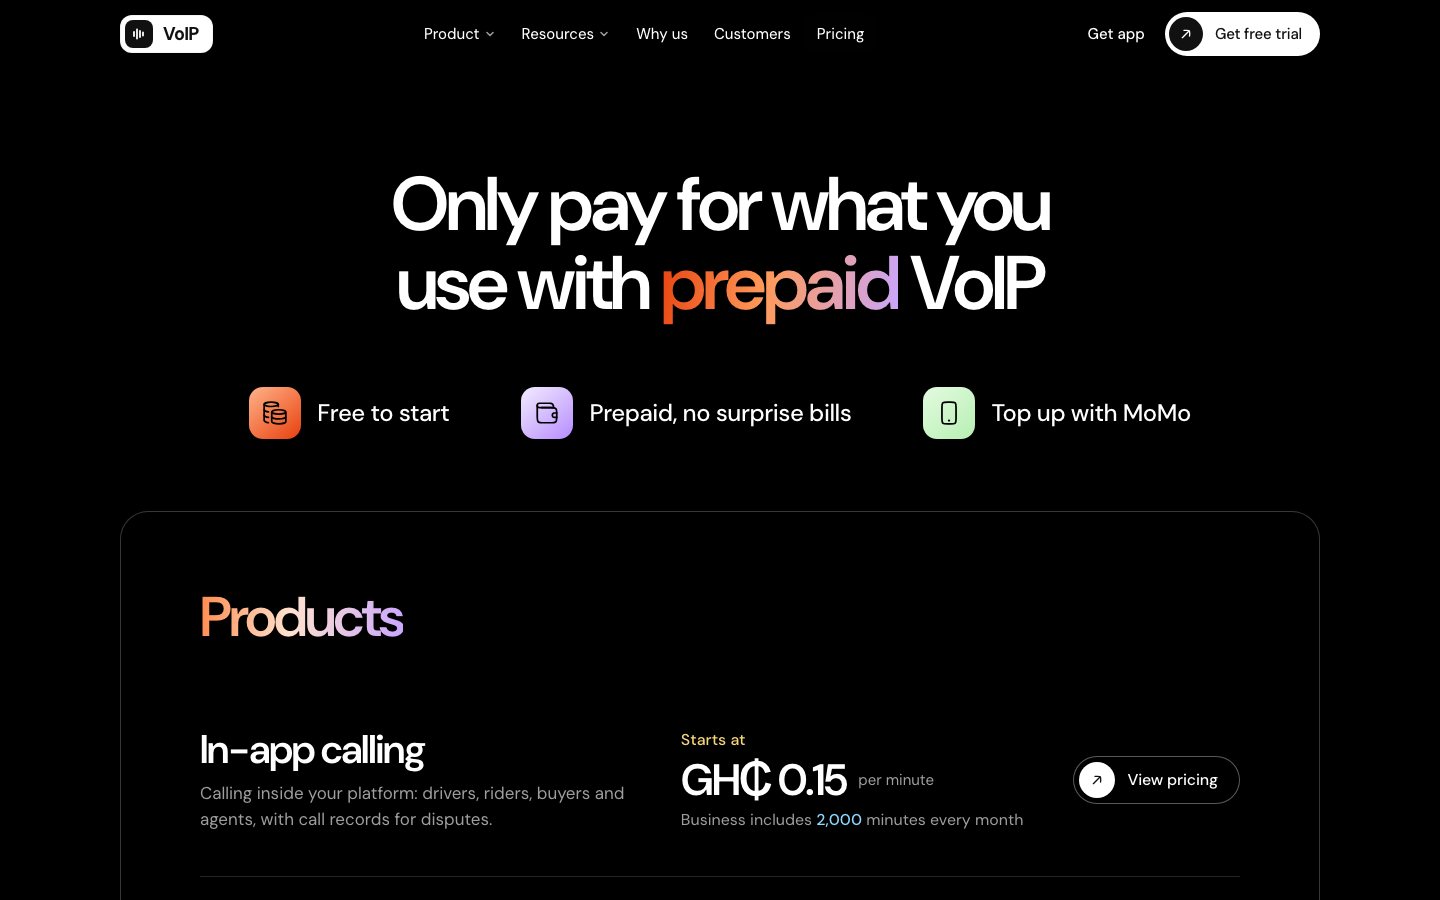 VoIP
Product
Resources
Why us
Customers
Pricing
Get app
Get free trial
Only pay for what you
use with prepaid VoIP
Free to start
Prepaid, no surprise bills
Top up with MoMo
Products
In-app calling
Calling inside your platform: drivers, riders, buyers and
agents, with call records for disputes.
Starts at
GH₵ 0.15 per minute
Business includes 2,000 minutes every month
View pricing